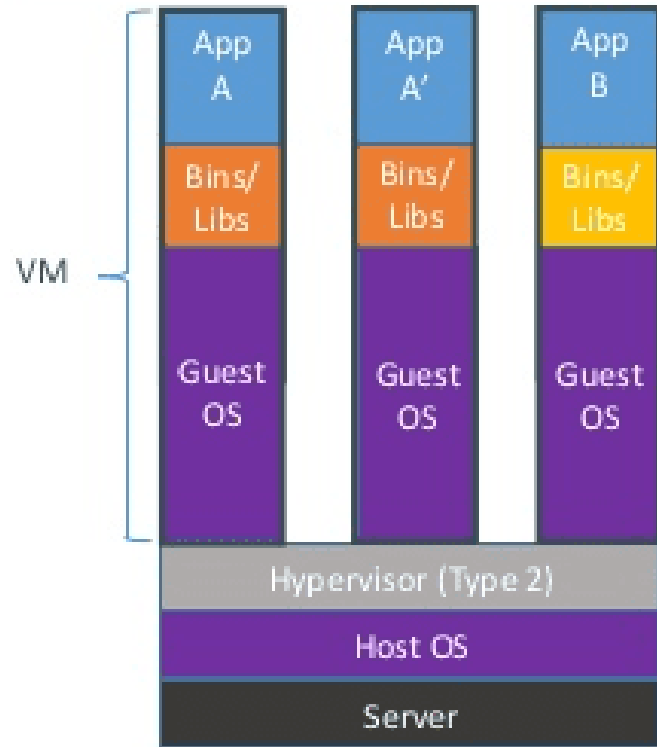 App
A
App
A’
App
B
Bins/
Libs
Bins/
Libs
Bins/
Libs
VM
Guest
OS
Guest
OS
Guest
OS
Hypervisor (Type 2)
Host OS
Server